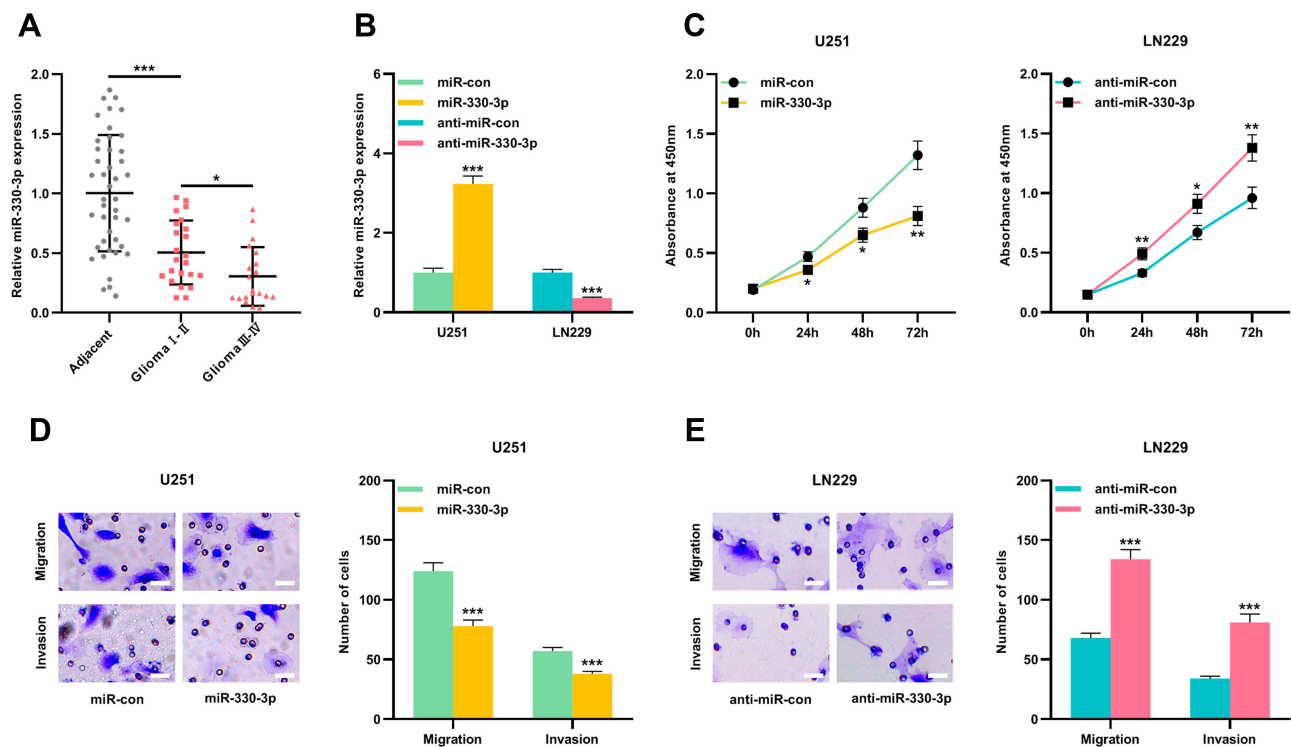 A
Relative miR-330-3p expression
2.0
1.5
1.0
0.5
0.0
***
*
Adjacent
Glioma Ⅰ-Ⅱ
Glioma Ⅲ-Ⅳ
B
Relative miR-330-3p expression
6
4
2
0
miR-con
miR-330-3p
anti-miR-con
anti-miR-330-3p
***
***
U251
LN229
C
U251
Absorbance at 450nm
2.0
1.5
1.0
0.5
0.0
miR-con
miR-330-3p
*
*
**
0h
24h
48h
72h
LN229
Absorbance at 450nm
2.0
1.5
1.0
0.5
0.0
anti-miR-con
anti-miR-330-3p
**
*
**
0h
24h
48h
72h
D
U251
Migration
Invasion
miR-con
miR-330-3p
U251
Number of cells
200
150
100
50
0
miR-con
miR-330-3p
***
***
Migration
Invasion
E
LN229
Migration
Invasion
anti-miR-con
anti-miR-330-3p
LN229
Number of cells
200
150
100
50
0
anti-miR-con
anti-miR-330-3p
***
***
Migration
Invasion